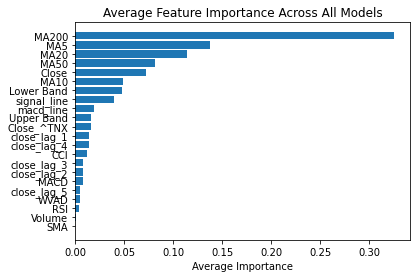 Average Feature Importance Across All Models
MA200
MA5
MA20
MA50
Close
MA10
Lower Band
signal_line
macd_line
Upper Band
Close_^TNX
close_lag_1
close_lag_4
CCI
close_lag_3
close_lag_2
MACD
close_lag_5
WVAD
RSI
Volume
SMA
0.00 0.05 0.10 0.15 0.20 0.25 0.30
Average Importance